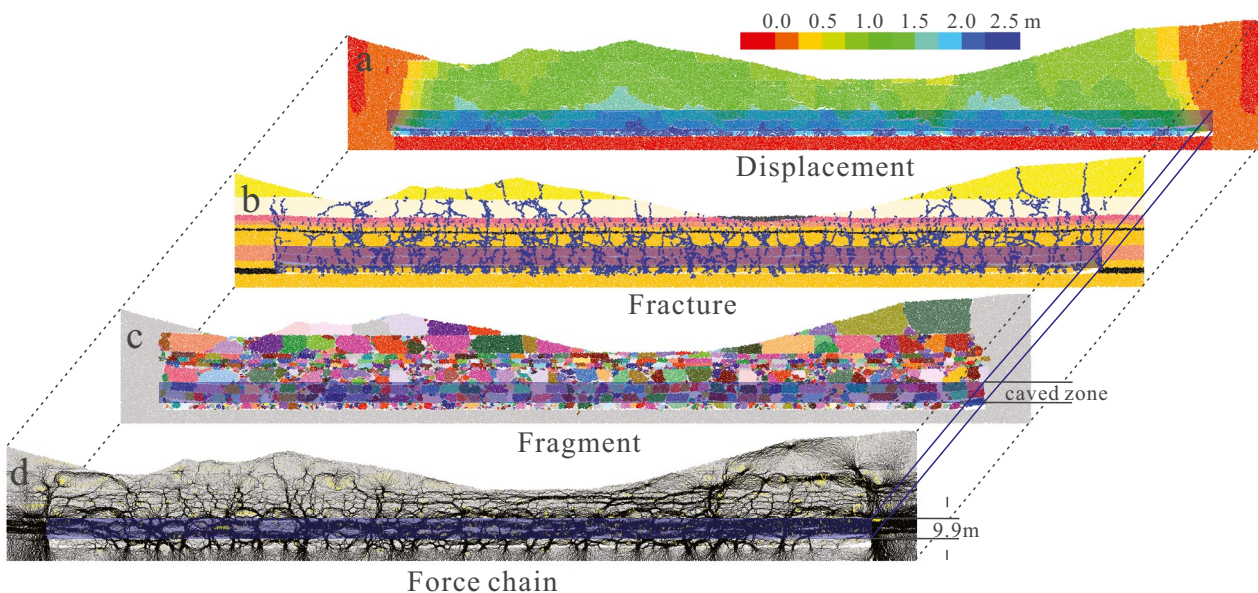 0.0 0.5 1.0 1.5 2.0 2.5 m
a
Displacement
b
Fracture
c
caved zone
Fragment
d
9.9m
Force chain